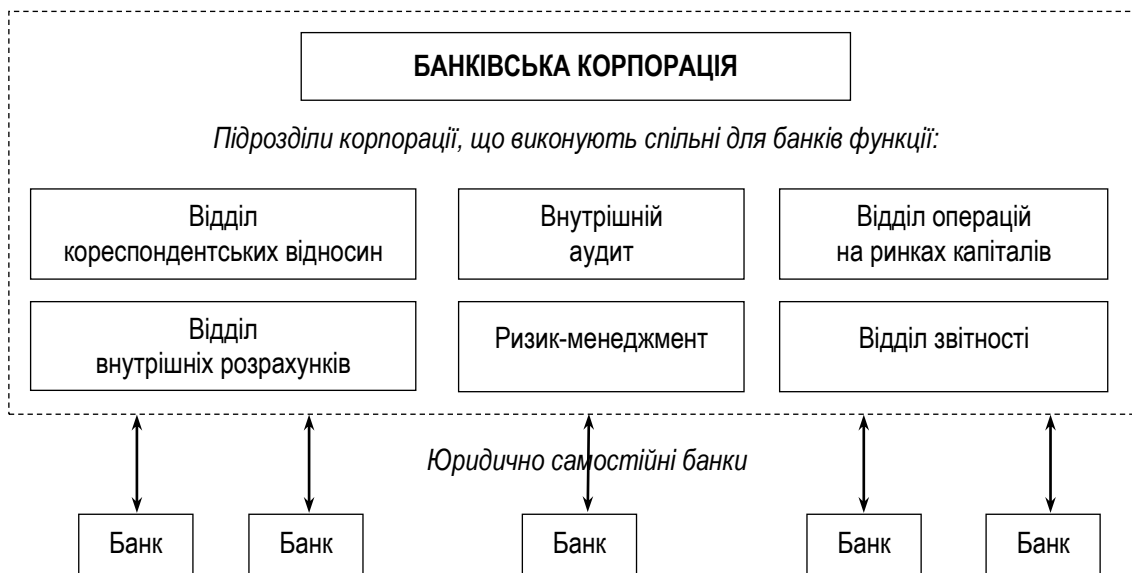 БАНКІВСЬКА КОРПОРАЦІЯ
Підрозділи корпорації, що виконують спільні для банків функції:
Відділ
кореспондентських відносин
Внутрішній
аудит
Відділ операцій
на ринках капіталів
Відділ
внутрішніх розрахунків
Ризик-менеджмент
Відділ звітності
Юридично самостійні банки
Банк
Банк
Банк
Банк
Банк